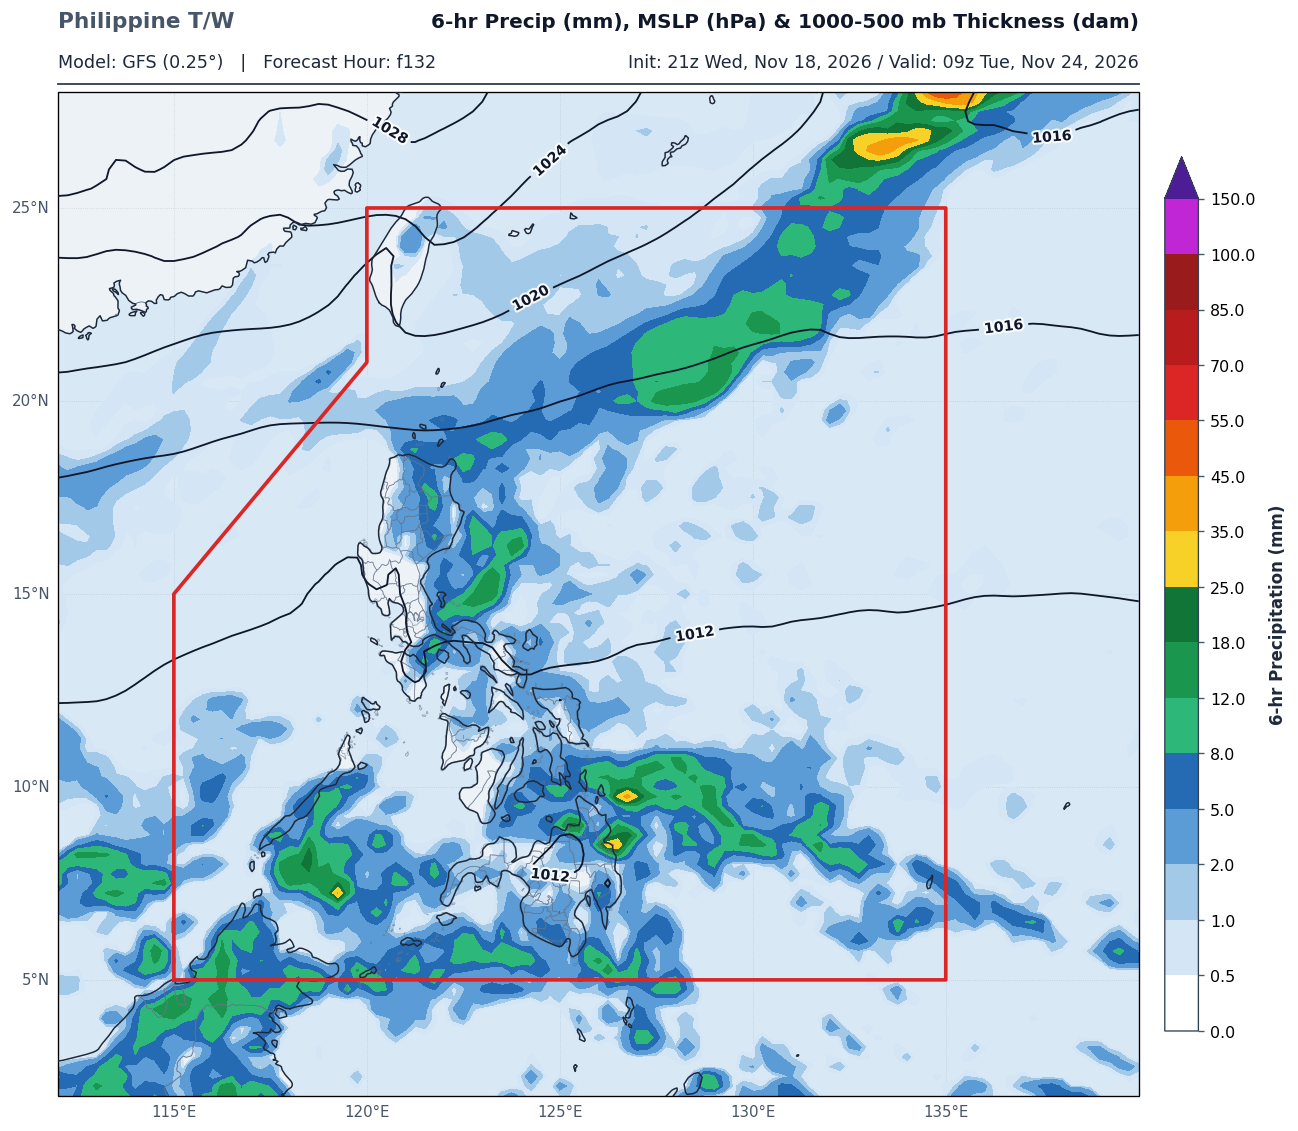 Philippine T/W
6-hr Precip (mm), MSLP (hPa) & 1000-500 mb Thickness (dam)
Model: GFS (0.25°) | Forecast Hour: f132
Init: 21z Wed, Nov 18, 2026 / Valid: 09z Tue, Nov 24, 2026
1028
1024
1016
1020
1016
1012
1012
25°N
20°N
15°N
10°N
5°N
115°E
120°E
125°E
130°E
135°E
150.0
100.0
85.0
70.0
55.0
45.0
35.0
25.0
18.0
12.0
8.0
5.0
2.0
1.0
0.5
0.0
6-hr Precipitation (mm)